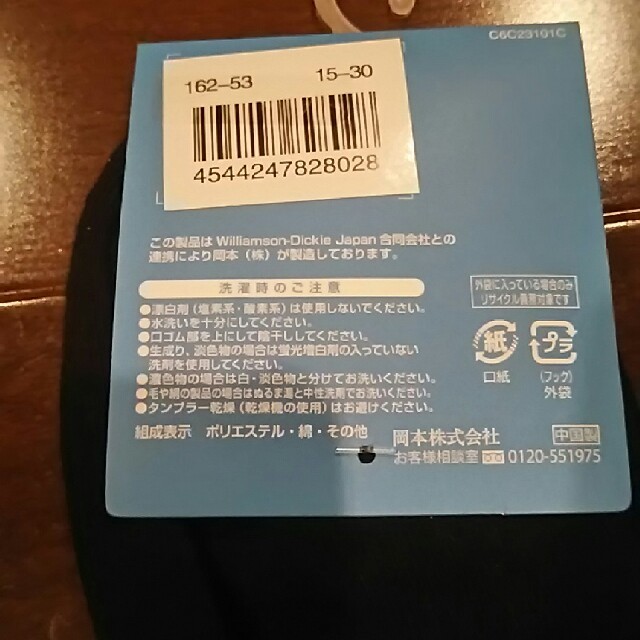 C6C23101C
162-53 15-30
4544247828028
この製品はWilliamson-Dickie Japan 合同会社との
連携により岡本(株)が製造しております。
洗濯時のご注意
●漂白剤(塩素系・酸素系)は使用しないでください。
●水洗いを十分にしてください。
●口ゴム部を上にして陰干ししてください。
●生成り、淡色物の場合は蛍光増白剤の入っていない
洗剤を使用してください。
●濃色物の場合は白・淡色物と分けてお洗いください。
●毛や絹の製品の場合はぬるま湯と中性洗剤でお洗いください。
●タンブラー乾燥(乾燥機の使用)はお避けください。
外袋に入っている場合のみ
リサイクル義務対象です
紙 プラ
口紙 (フック)
外袋
組成表示 ポリエステル・綿・その他
岡本株式会社 中国製
お客様相談室 0120-551975